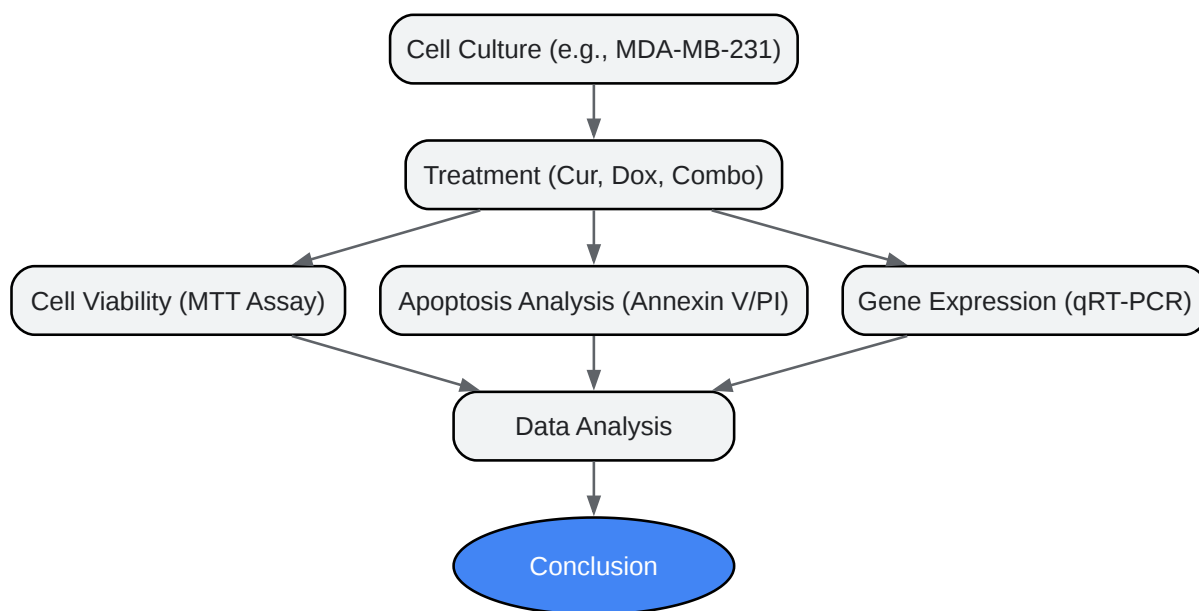 Cell Culture (e.g., MDA-MB-231)
Treatment (Cur, Dox, Combo)
Cell Viability (MTT Assay)
Apoptosis Analysis (Annexin V/PI)
Gene Expression (qRT-PCR)
Data Analysis
Conclusion